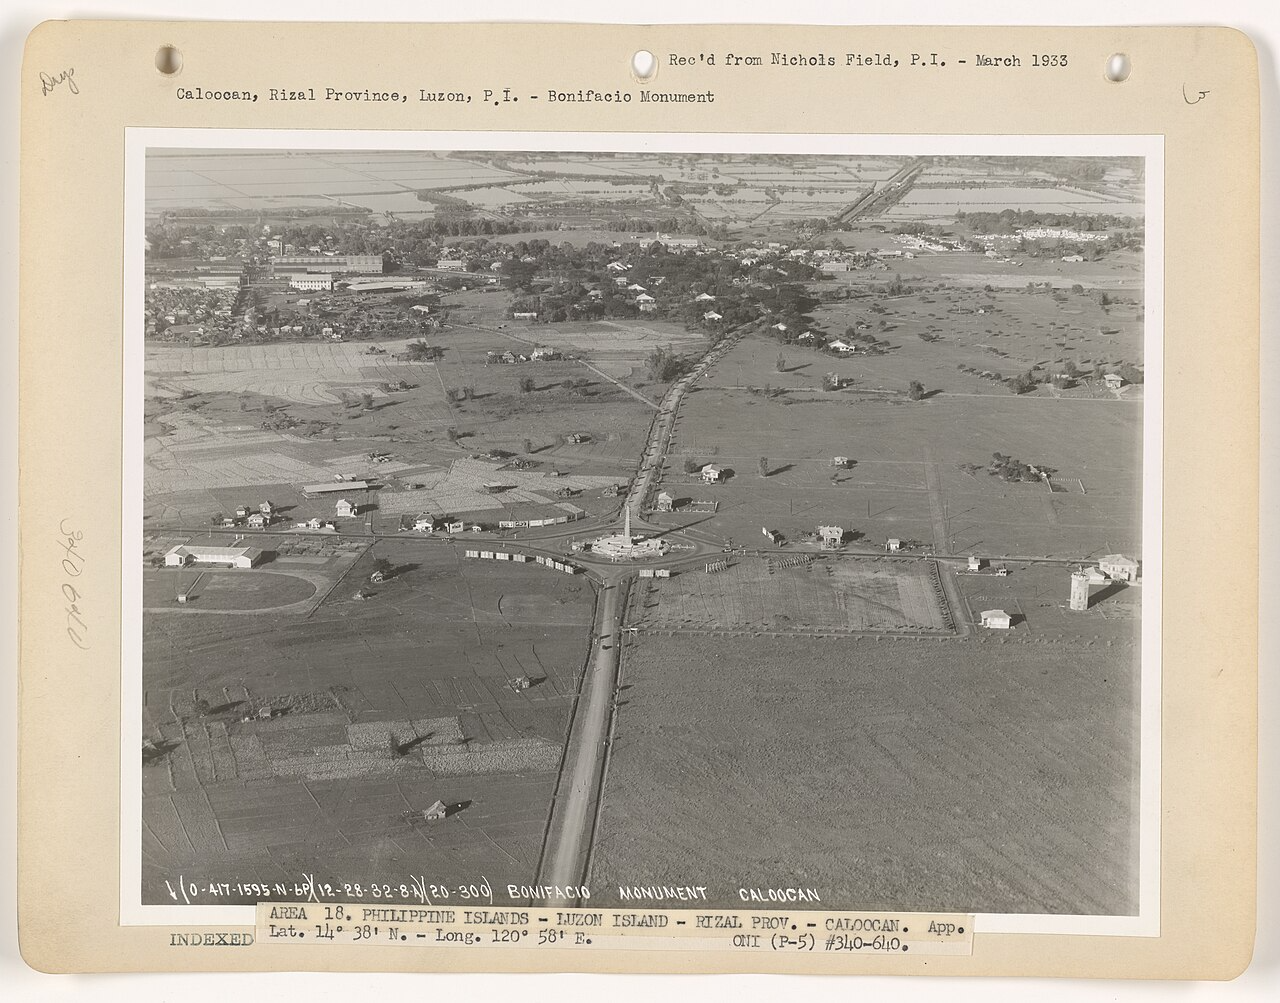 Day
Rec'd from Nichols Field, P.I. - March 1933
Caloocan, Rizal Province, Luzon, P.I. - Bonifacio Monument
340640
(0-417-1595-N-6P)(12-28-32-8A)(20-300) BONIFACIO MONUMENT CALOOCAN
AREA 18. PHILIPPINE ISLANDS - LUZON ISLAND - RIZAL PROV. - CALOOCAN. App.
INDEXED Lat. 14° 38' N. - Long. 120° 58' E. ONI (P-5) #340-640.